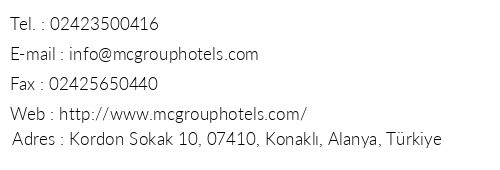 Tel. : 02423500416
E-mail : info@mcgrouphotels.com
Fax : 02425650440
Web : http://www.mcgrouphotels.com/
Adres : Kordon Sokak 10, 07410, Konaklı, Alanya, Türkiye